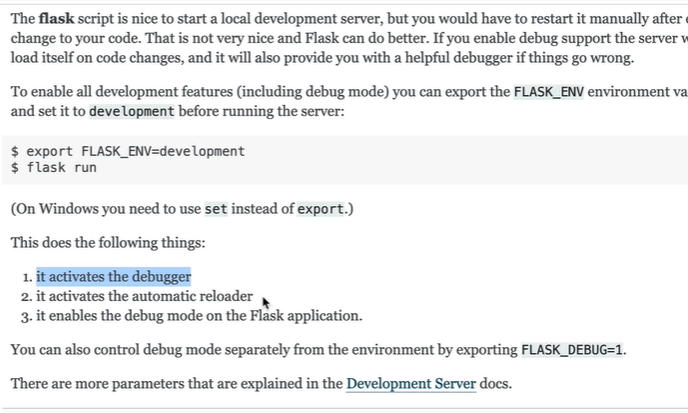 The flask script is nice to start a local development server, but you would have to restart it manually after
change to your code. That is not very nice and Flask can do better. If you enable debug support the server
load itself on code changes, and it will also provide you with a helpful debugger if things go wrong.
To enable all development features (including debug mode) you can export the FLASK_ENV environment va
and set it to development before running the server:
$ export FLASK_ENV=development
$ flask run
(On Windows you need to use set instead of export.)
This does the following things:
1. it activates the debugger
2. it activates the automatic reloader
3. it enables the debug mode on the Flask application.
You can also control debug mode separately from the environment by exporting FLASK_DEBUG=1.
There are more parameters that are explained in the Development Server docs.